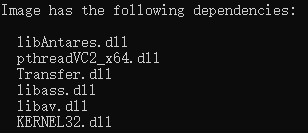 Image has the following dependencies:
libAntares.dll
pthreadVC2_x64.dll
Transfer.dll
libass.dll
libav.dll
KERNEL32.dll